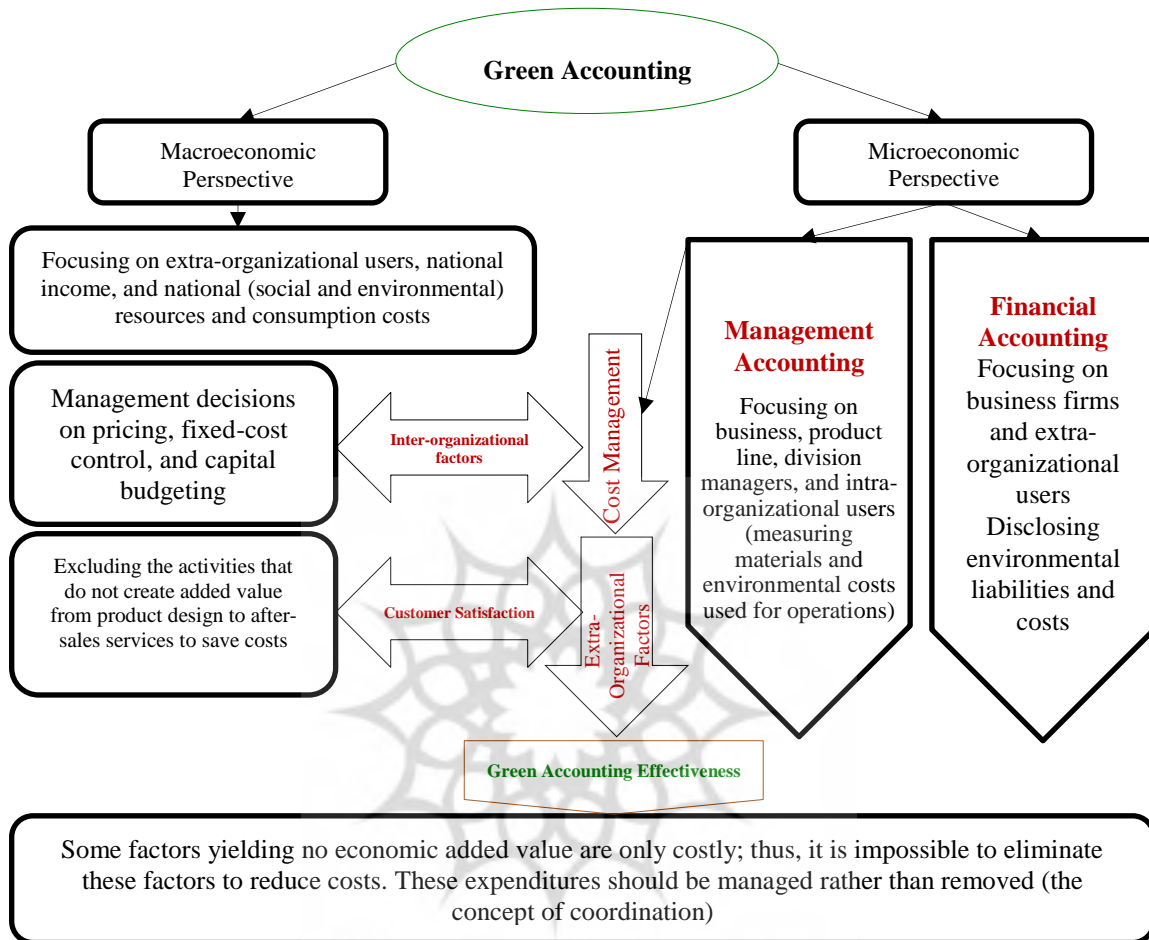 Green Accounting
Macroeconomic
Perspective
Microeconomic
Perspective
Focusing on extra-organizational users, national
income, and national (social and environmental)
resources and consumption costs
Management decisions
on pricing, fixed-cost
control, and capital
budgeting
Inter-organizational
factors
Cost Management
Excluding the activities that
do not create added value
from product design to after-
sales services to save costs
Customer Satisfaction
Extra-
Organizational
Factors
Management
Accounting
Focusing on
business, product
line, division
managers, and intra-
organizational users
(measuring
materials and
environmental costs
used for operations)
Financial
Accounting
Focusing on
business firms
and extra-
organizational
users
Disclosing
environmental
liabilities and
costs
Green Accounting Effectiveness
Some factors yielding no economic added value are only costly; thus, it is impossible to eliminate
these factors to reduce costs. These expenditures should be managed rather than removed (the
concept of coordination)